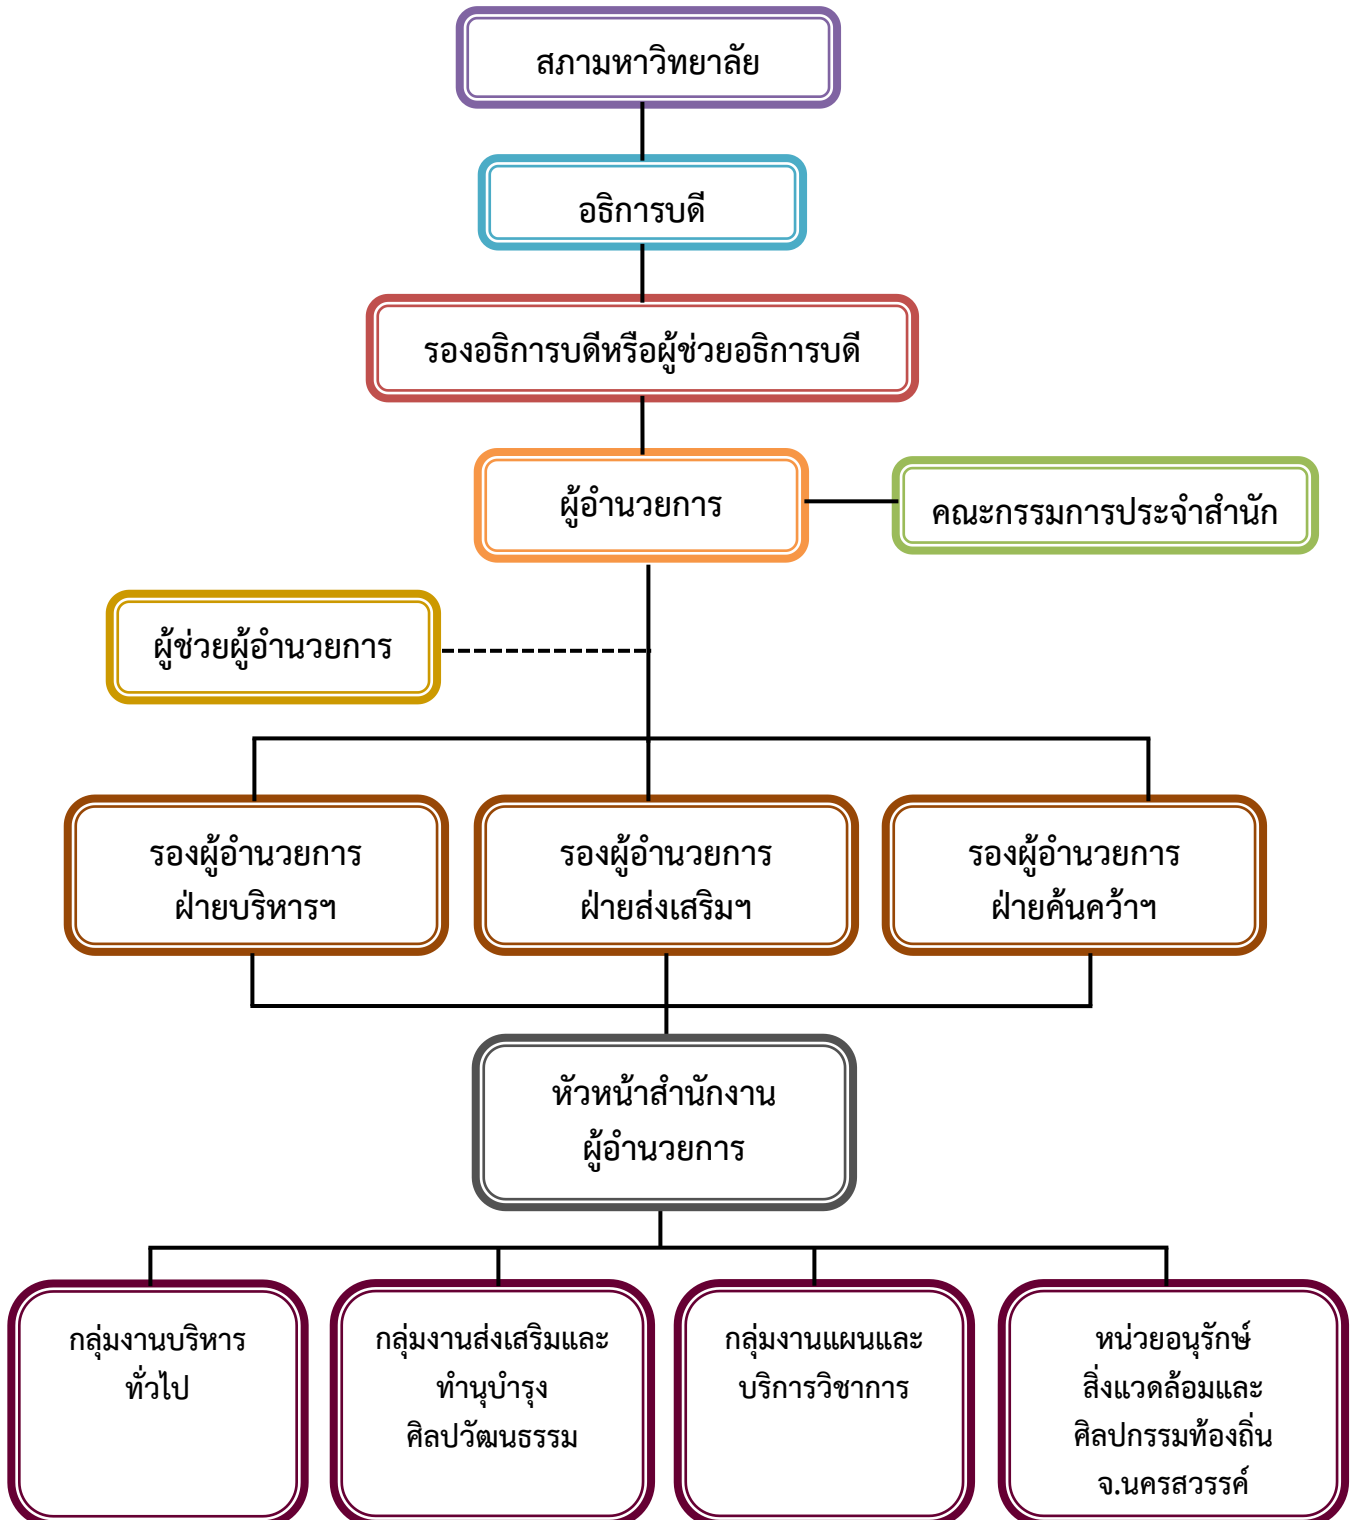 สภามหาวิทยาลัย
อธิการบดี
รองอธิการบดีหรือผู้ช่วยอธิการบดี
ผู้อำนวยการ
คณะกรรมการประจำสำนัก
ผู้ช่วยผู้อำนวยการ
รองผู้อำนวยการ
ฝ่ายบริหารฯ
รองผู้อำนวยการ
ฝ่ายส่งเสริมฯ
รองผู้อำนวยการ
ฝ่ายค้นคว้าฯ
หัวหน้าสำนักงาน
ผู้อำนวยการ
กลุ่มงานบริหาร
ทั่วไป
กลุ่มงานส่งเสริมและ
ทำนุบำรุง
ศิลปวัฒนธรรม
กลุ่มงานแผนและ
บริการวิชาการ
หน่วยอนุรักษ์
สิ่งแวดล้อมและ
ศิลปกรรมท้องถิ่น
จ.นครสวรรค์